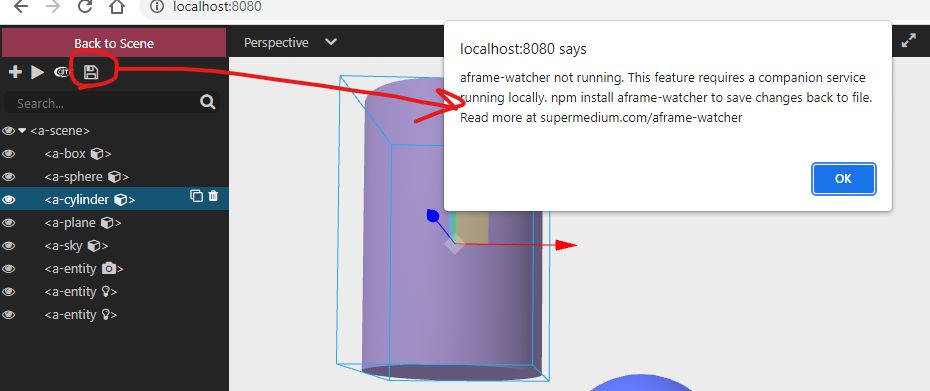 localhost:8080
Back to Scene
Perspective
Search...
<a-scene>
<a-box >
<a-sphere >
<a-cylinder >
<a-plane >
<a-sky >
<a-entity >
<a-entity >
<a-entity >
localhost:8080 says
aframe-watcher not running. This feature requires a companion service
running locally. npm install aframe-watcher to save changes back to file.
Read more at supermedium.com/aframe-watcher
OK